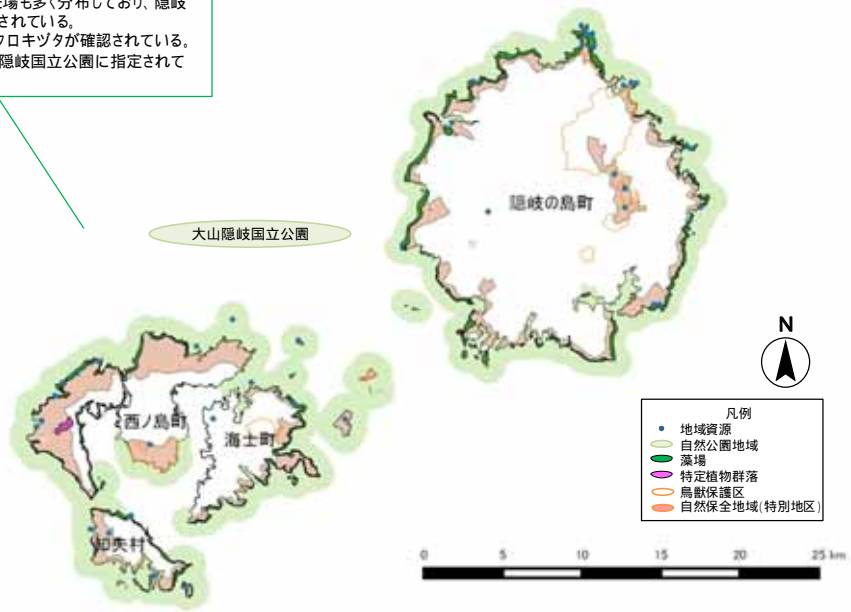 場も多く分布しており、隠岐
されている。
クロキヅタが確認されている。
隠岐国立公園に指定されて
大山隠岐国立公園
隠岐の島町
西ノ島町
海士町
知夫村
N
凡例
地域資源
自然公園地域
藻場
特定植物群落
鳥獣保護区
自然保全地域(特別地区)
0 5 10 15 20 25 km